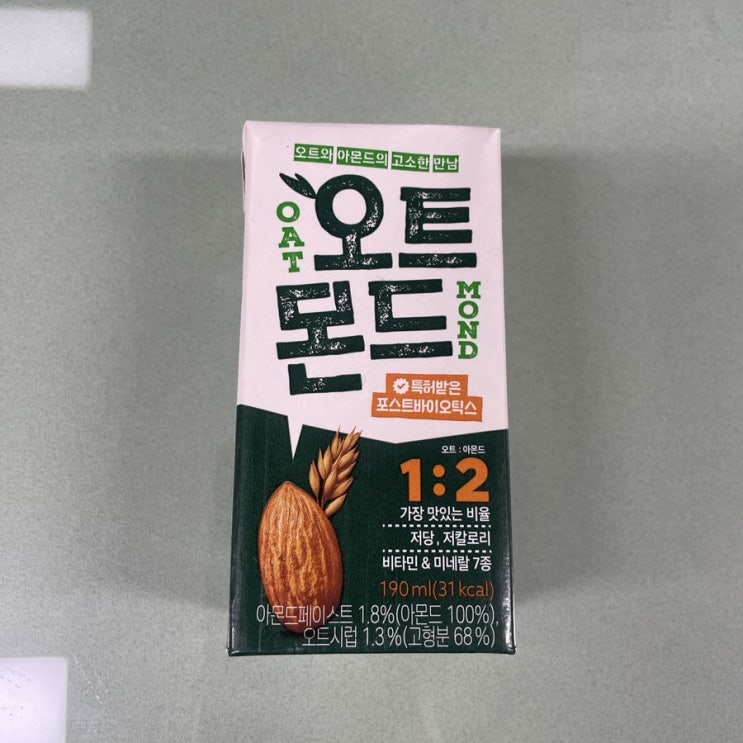 오트와 아몬드의 고소한 만남
OAT
오트
몬드
MOND
특허받은
포스트바이오틱스
오트 : 아몬드
1:2
가장 맛있는 비율
저당, 저칼로리
비타민 & 미네랄 7종
190ml(31kcal)
아몬드페이스트 1.8%(아몬드 100%),
오트시럽 1.3%(고형분 68%)